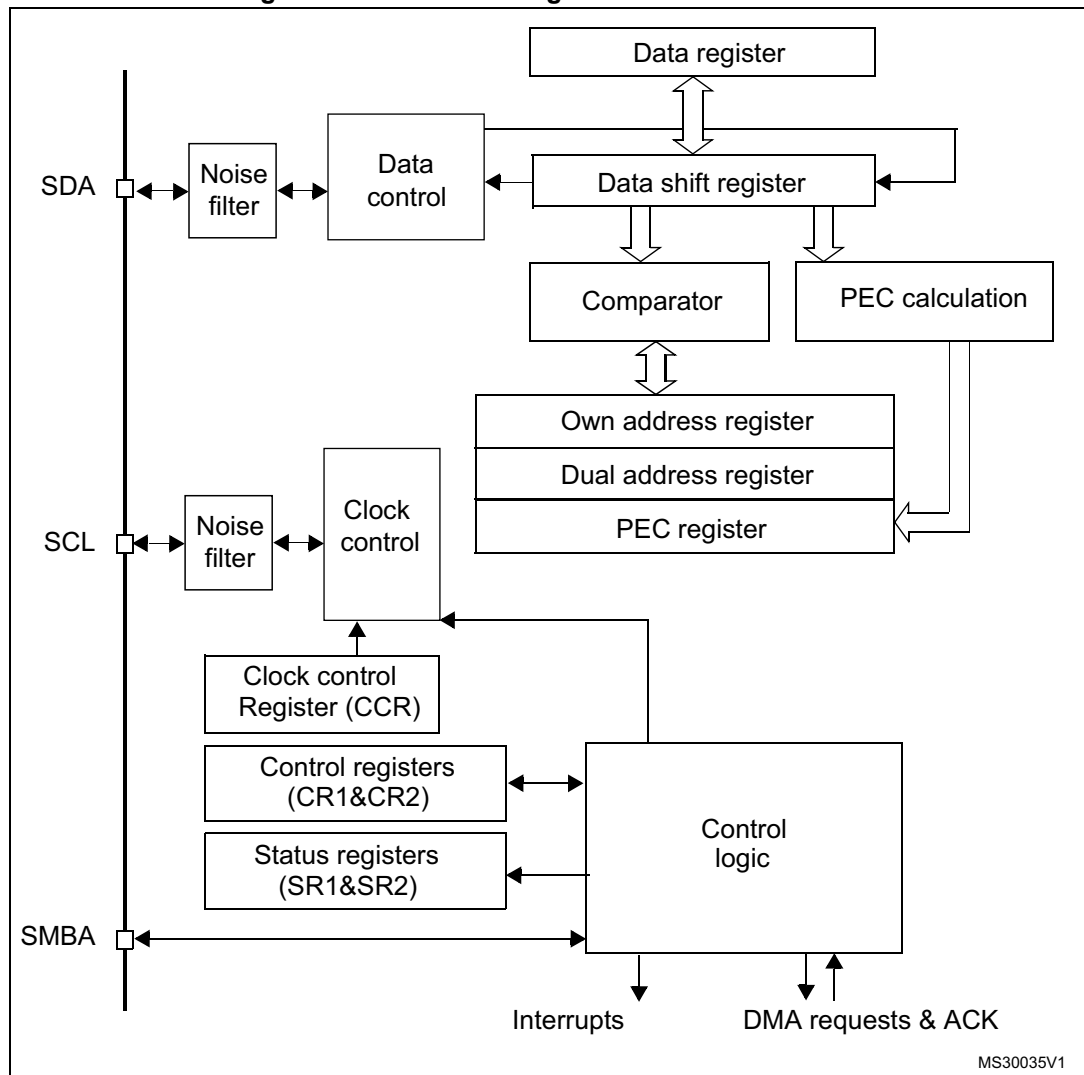 Data register
SDA
Noise
filter
Data
control
Data shift register
Comparator
PEC calculation
Own address register
Dual address register
PEC register
SCL
Noise
filter
Clock
control
Clock control
Register (CCR)
Control registers
(CR1&CR2)
Status registers
(SR1&SR2)
Control
logic
SMBA
Interrupts
DMA requests & ACK
MS30035V1